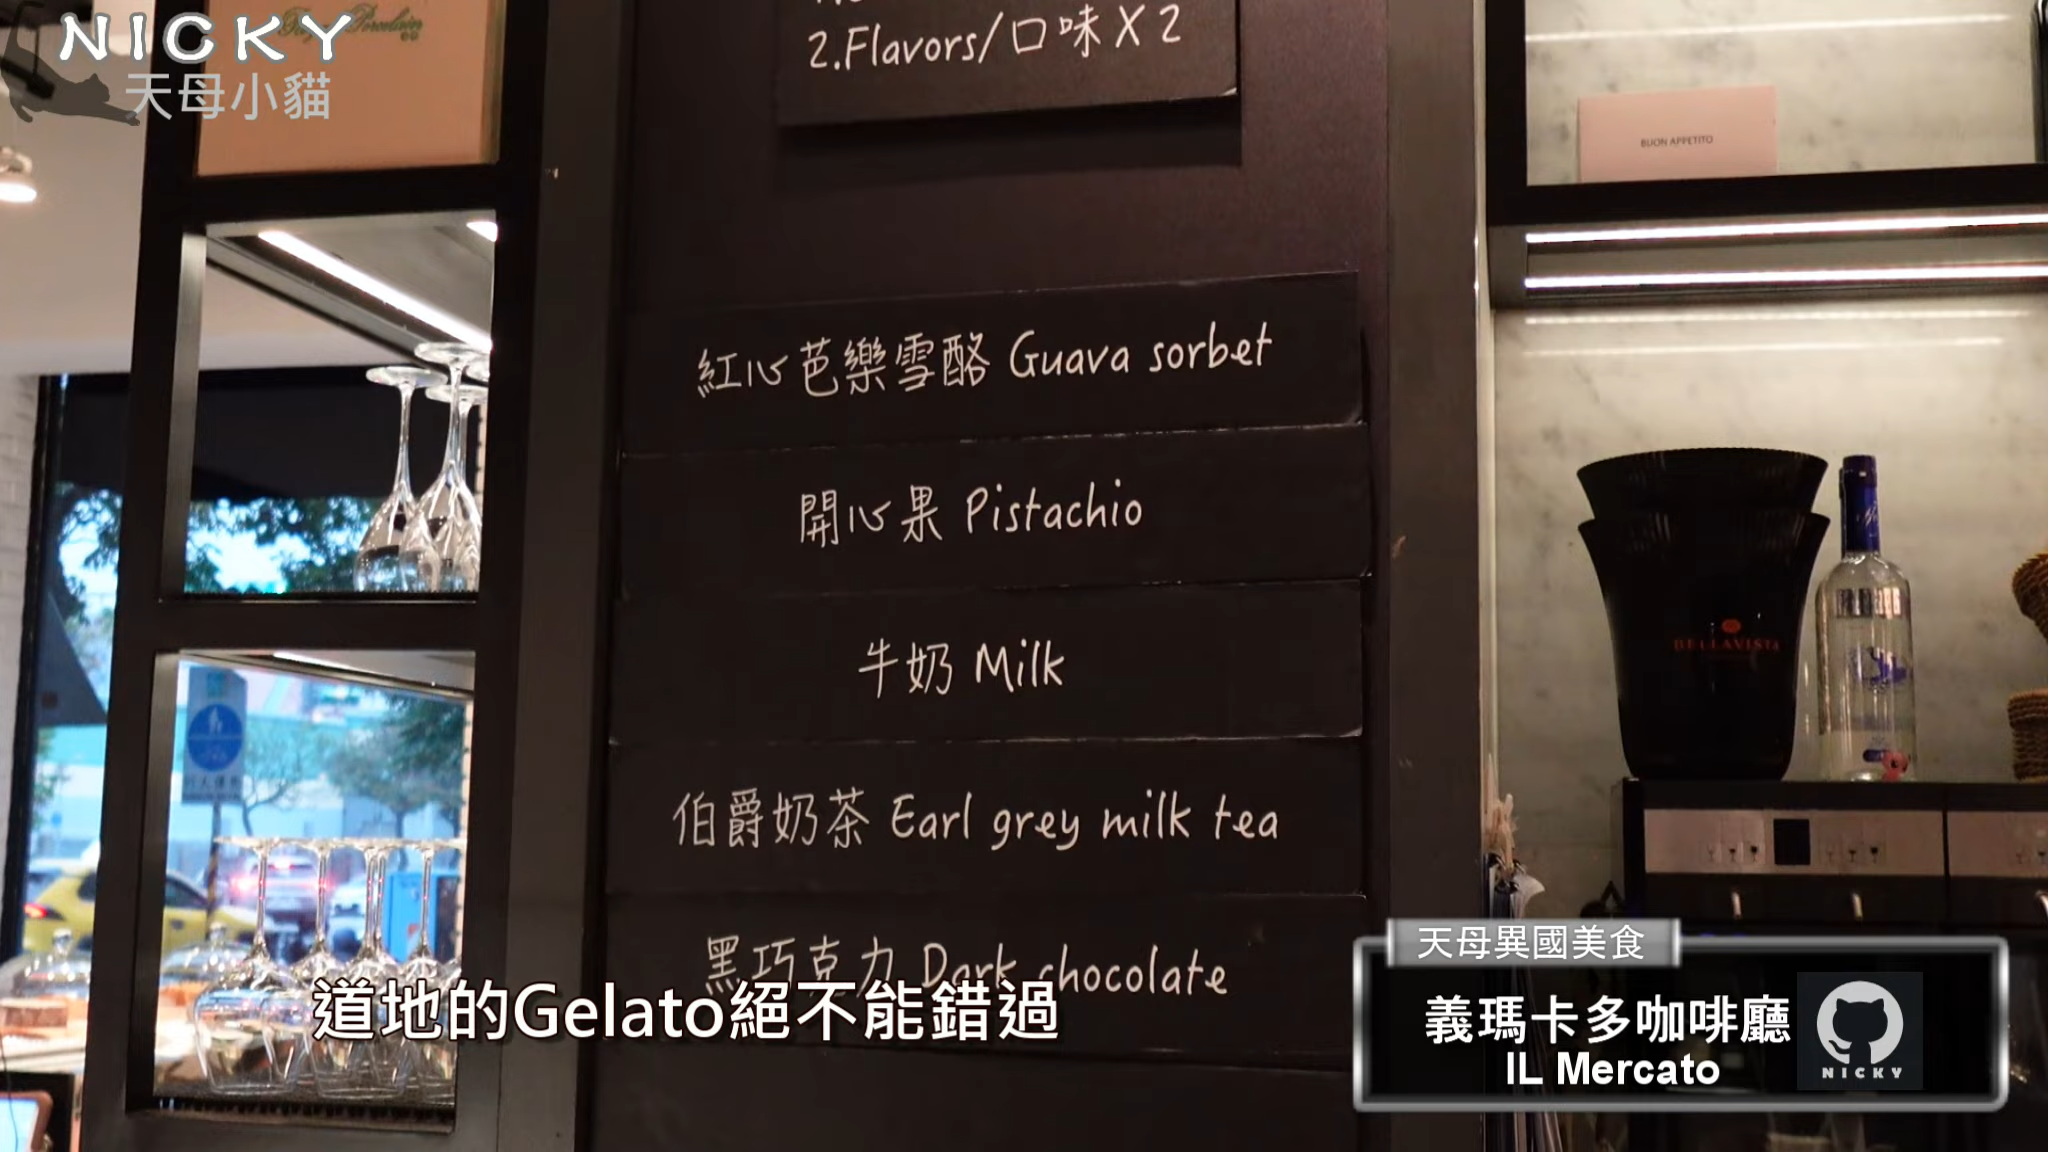 NICKY
天母小貓
2.Flavors/口味 X 2
BUON APPETITO
紅心芭樂雪酪 Guava sorbet
開心果 Pistachio
牛奶 Milk
BELLAVISTA
伯爵奶茶 Earl grey milk tea
黑巧克力 Dark chocolate
道地的Gelato絕不能錯過
天母異國美食
義瑪卡多咖啡廳
IL Mercato
NICKY